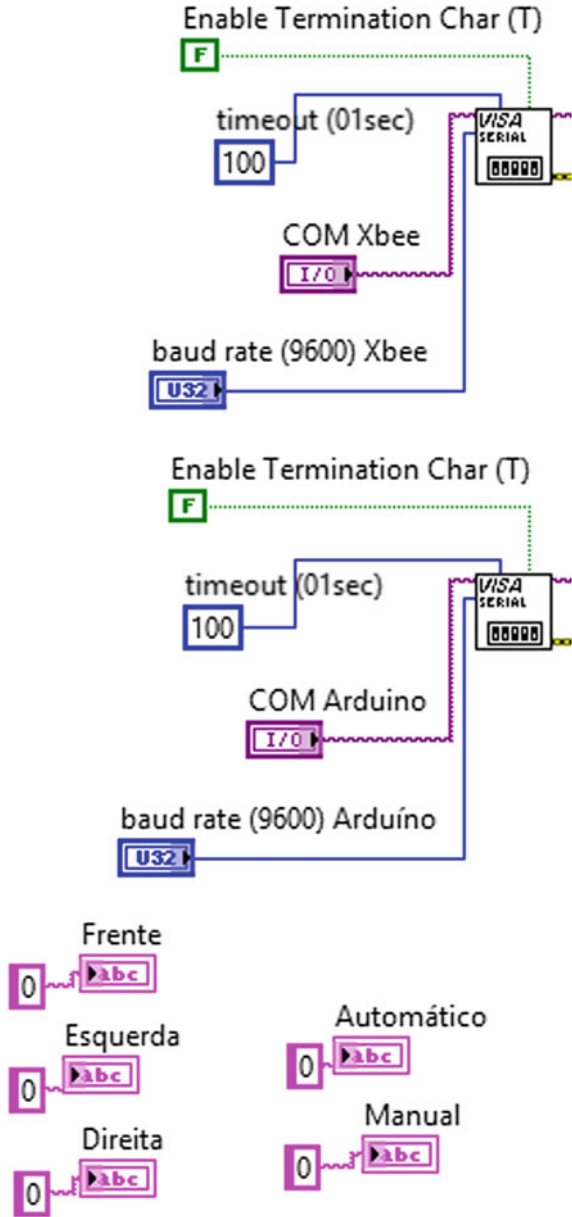 Enable Termination Char (T)
F
timeout (01sec)
100
VISA
SERIAL
COM Xbee
I/O
baud rate (9600) Xbee
U32
Enable Termination Char (T)
F
timeout (01sec)
100
VISA
SERIAL
COM Arduino
I/O
baud rate (9600) Arduíno
U32
Frente
0 abc
Automático
0 abc
Esquerda
0 abc
Manual
0 abc
Direita
0 abc